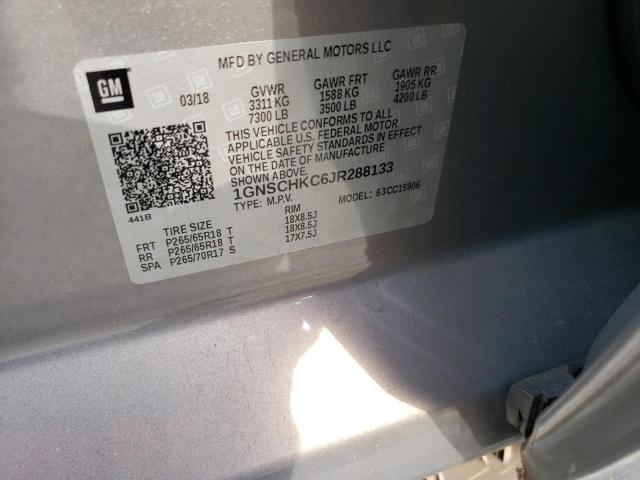 MFD BY GENERAL MOTORS LLC
GM
03/18
GVWR GAWR FRT GAWR RR
3311 KG 1588 KG 1905 KG
7300 LB 3500 LB 4200 LB
THIS VEHICLE CONFORMS TO ALL
APPLICABLE U.S. FEDERAL MOTOR
VEHICLE SAFETY STANDARDS IN EFFECT
ON THE DATE OF MANUFACTURE SHOWN ABOVE.
1GNSCHKC6JR288133
TYPE: M.P.V. MODEL: 63CC15906
441B
TIRE SIZE RIM
FRT P265/65R18 T 18X8.5J
RR P265/65R18 T 18X8.5J
SPA P265/70R17 S 17X7.5J